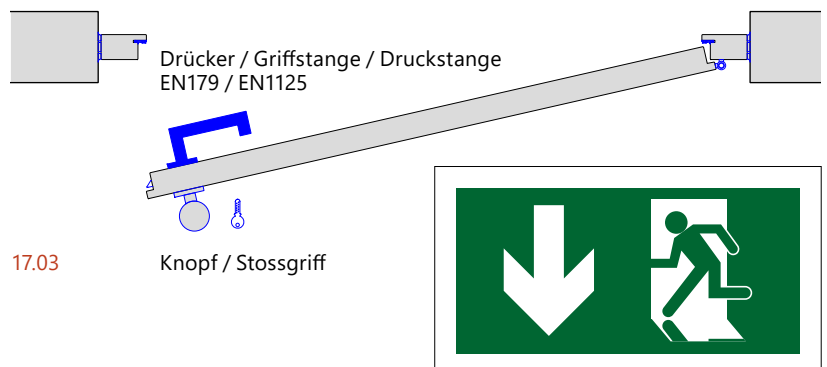 Drücker / Griffstange / Druckstange
EN179 / EN1125
17.03
Knopf / Stossgriff